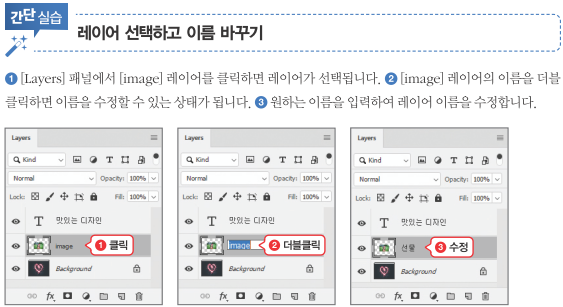 간단 실습
레이어 선택하고 이름 바꾸기
❶ [Layers] 패널에서 [image] 레이어를 클릭하면 레이어가 선택됩니다. ❷ [image] 레이어의 이름을 더블
클릭하면 이름을 수정할 수 있는 상태가 됩니다. ❸ 원하는 이름을 입력하여 레이어 이름을 수정합니다.
Layers
Kind
Normal Opacity: 100%
Lock: Fill: 100%
T 맛있는 디자인
image ❶ 클릭
Background
fx
Layers
Kind
Normal Opacity: 100%
Lock: Fill: 100%
T 맛있는 디자인
image ❷ 더블클릭
Background
fx
Layers
Kind
Normal Opacity: 100%
Lock: Fill: 100%
T 맛있는 디자인
선물 ❸ 수정
Background
fx